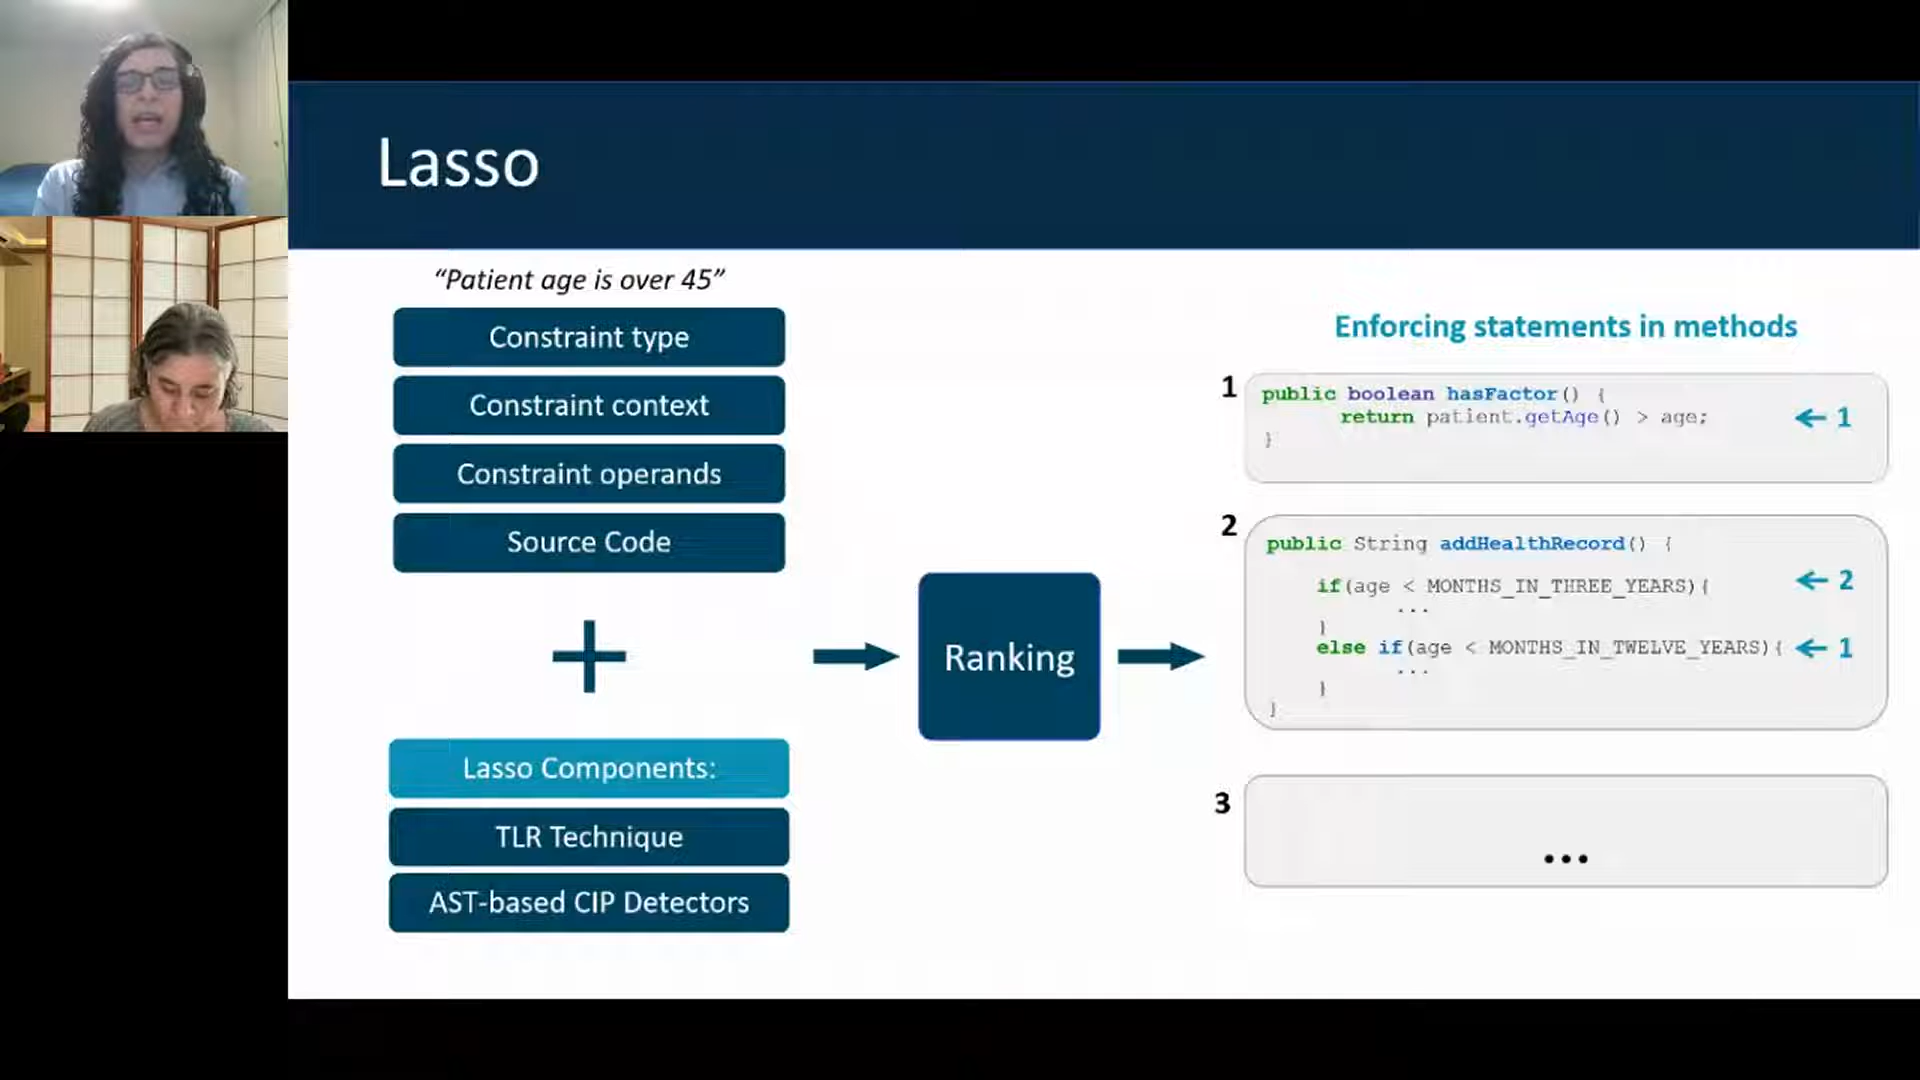 Lasso
“Patient age is over 45”
Constraint type
Constraint context
Constraint operands
Source Code
+
Lasso Components:
TLR Technique
AST-based CIP Detectors
Ranking
Enforcing statements in methods
1
public boolean hasFactor() {
return patient.getAge() > age;
← 1
}
2
public String addHealthRecord() {
if(age < MONTHS_IN_THREE_YEARS){
← 2
...
}
else if(age < MONTHS_IN_TWELVE_YEARS){
← 1
...
}
}
3
...